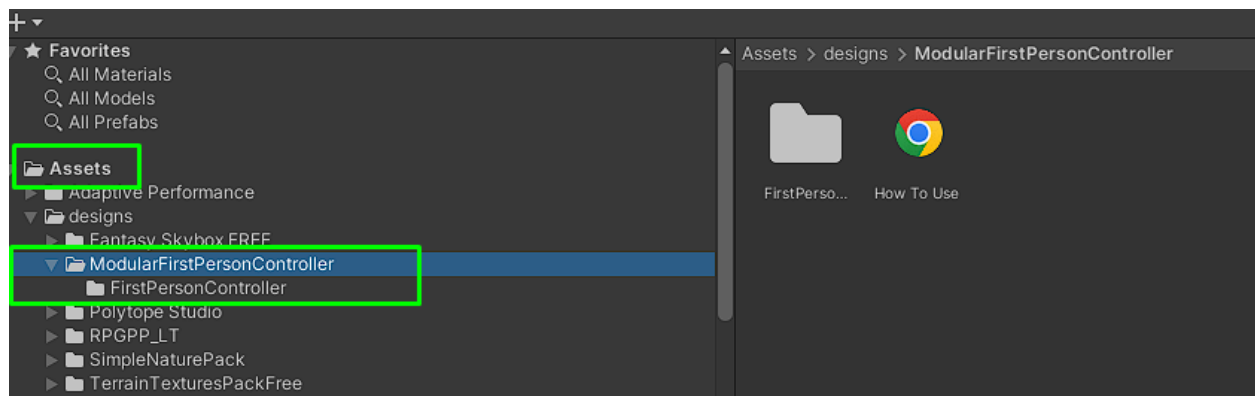 Favorites
All Materials
All Models
All Prefabs
Assets
Adaptive Performance
designs
Fantasy Skybox FREE
ModularFirstPersonController
FirstPersonController
Polytope Studio
RPGPP_LT
SimpleNaturePack
TerrainTexturesPackFree
Assets > designs > ModularFirstPersonController
FirstPerso... How To Use